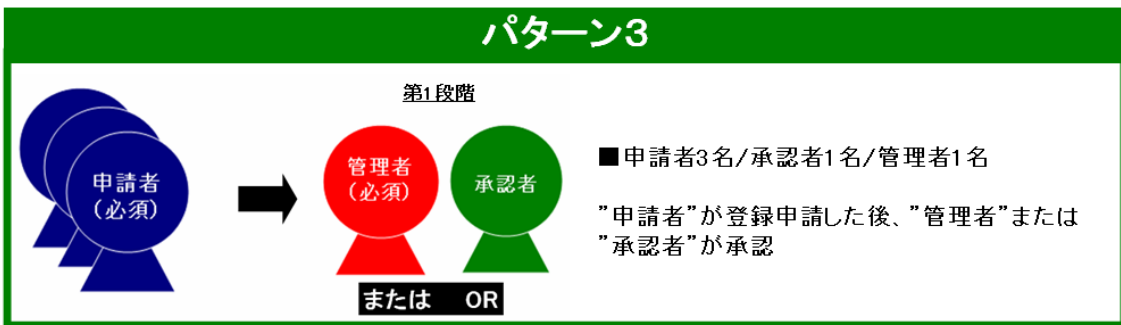 パターン3
第1段階
申請者
(必須)
管理者
(必須)
承認者
または OR
■申請者3名/承認者1名/管理者1名
”申請者”が登録申請した後、”管理者”または
”承認者”が承認